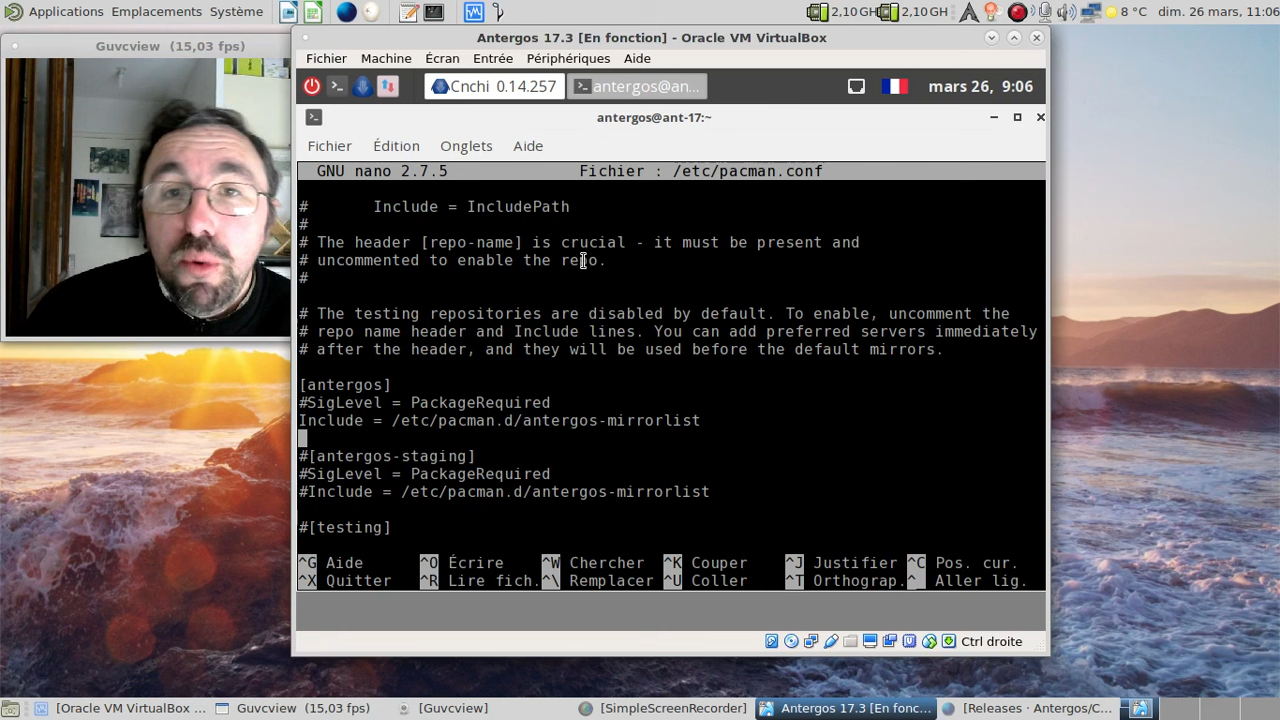 Applications Emplacements Système
2,10 GH 2,10 GH 8 °C dim. 26 mars, 11:06
Guvcview (15,03 fps)
Antergos 17.3 [En fonction] - Oracle VM VirtualBox
Fichier Machine Écran Entrée Périphériques Aide
Cnchi 0.14.257 antergos@an... mars 26, 9:06
antergos@ant-17:~
Fichier Édition Onglets Aide
GNU nano 2.7.5 Fichier : /etc/pacman.conf
# Include = IncludePath
#
# The header [repo-name] is crucial - it must be present and
# uncommented to enable the repo.
#
# The testing repositories are disabled by default. To enable, uncomment the
# repo name header and Include lines. You can add preferred servers immediately
# after the header, and they will be used before the default mirrors.
[antergos]
#SigLevel = PackageRequired
Include = /etc/pacman.d/antergos-mirrorlist
#[antergos-staging]
#SigLevel = PackageRequired
#Include = /etc/pacman.d/antergos-mirrorlist
#[testing]
^G Aide ^O Écrire ^W Chercher ^K Couper ^J Justifier ^C Pos. cur.
^X Quitter ^R Lire fich. ^\ Remplacer ^U Coller ^T Orthograp. ^_ Aller lig.
Ctrl droite
[Oracle VM VirtualBox ... Guvcview (15,03 fps) [Guvcview] [SimpleScreenRecorder] Antergos 17.3 [En fonc... [Releases · Antergos/C...